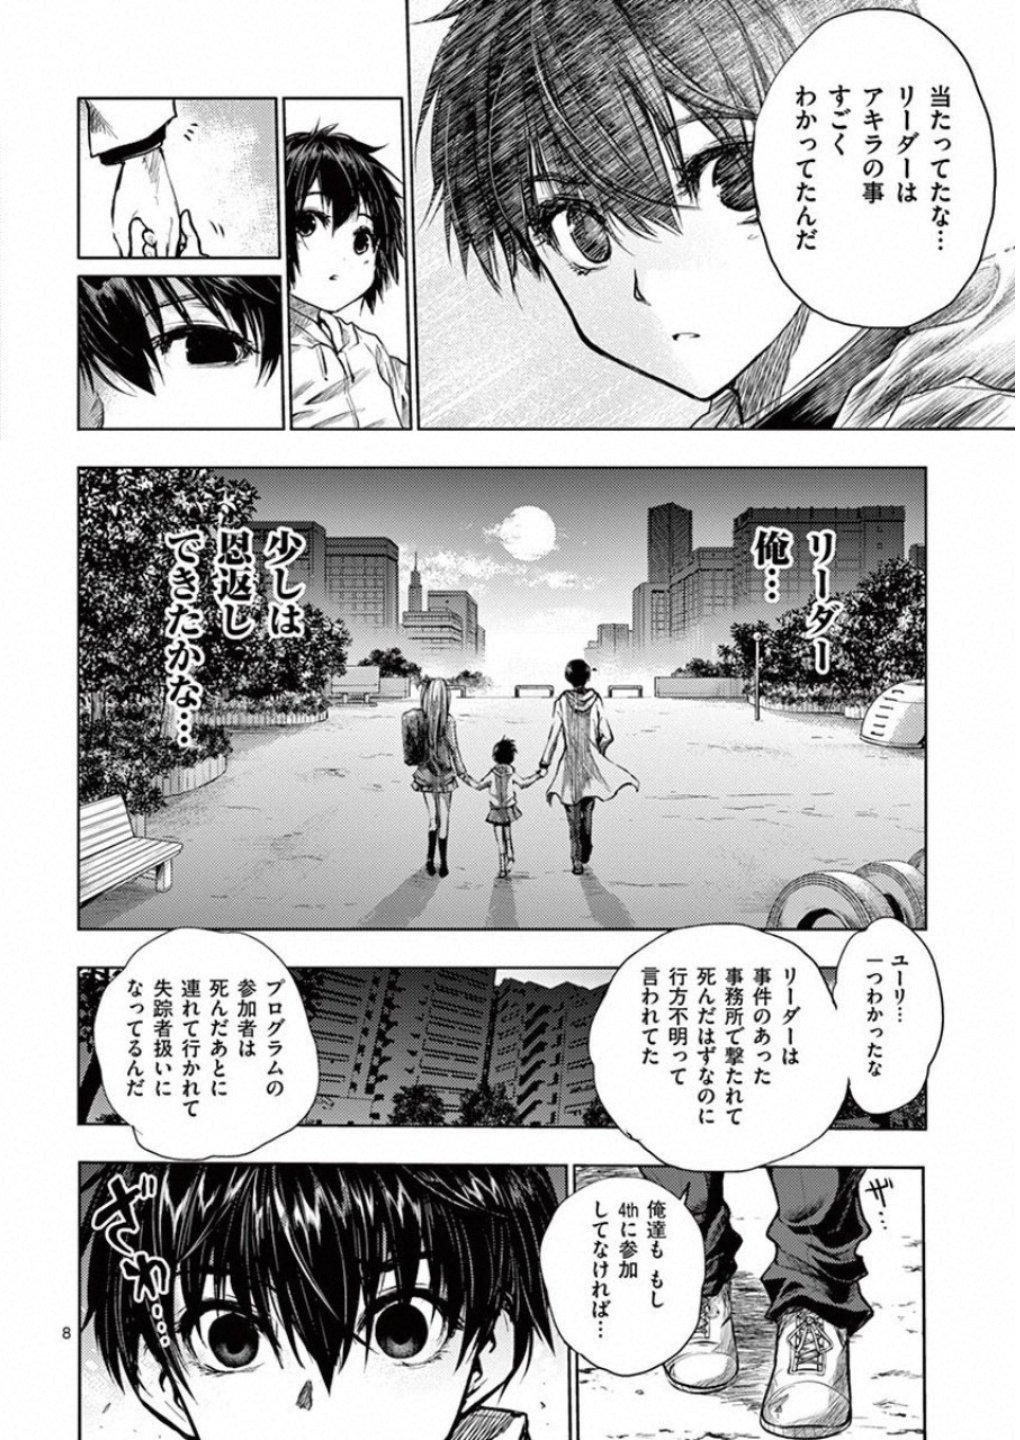 当たってたな…
リーダーは
アキラの事
すごく
わかってたんだ
リーダー
俺…
少しは
恩返し
できたかな…
ユーリ…
一つわかったな
リーダーは
事件のあった
事務所で撃たれて
死んだはずなのに
行方不明って
言われてた
プログラムの
参加者は
死んだあとに
連れて行かれて
失踪者扱いに
なってるんだ
ザ…
俺達も もし
4thに参加
してなければ…
ざわ…
8